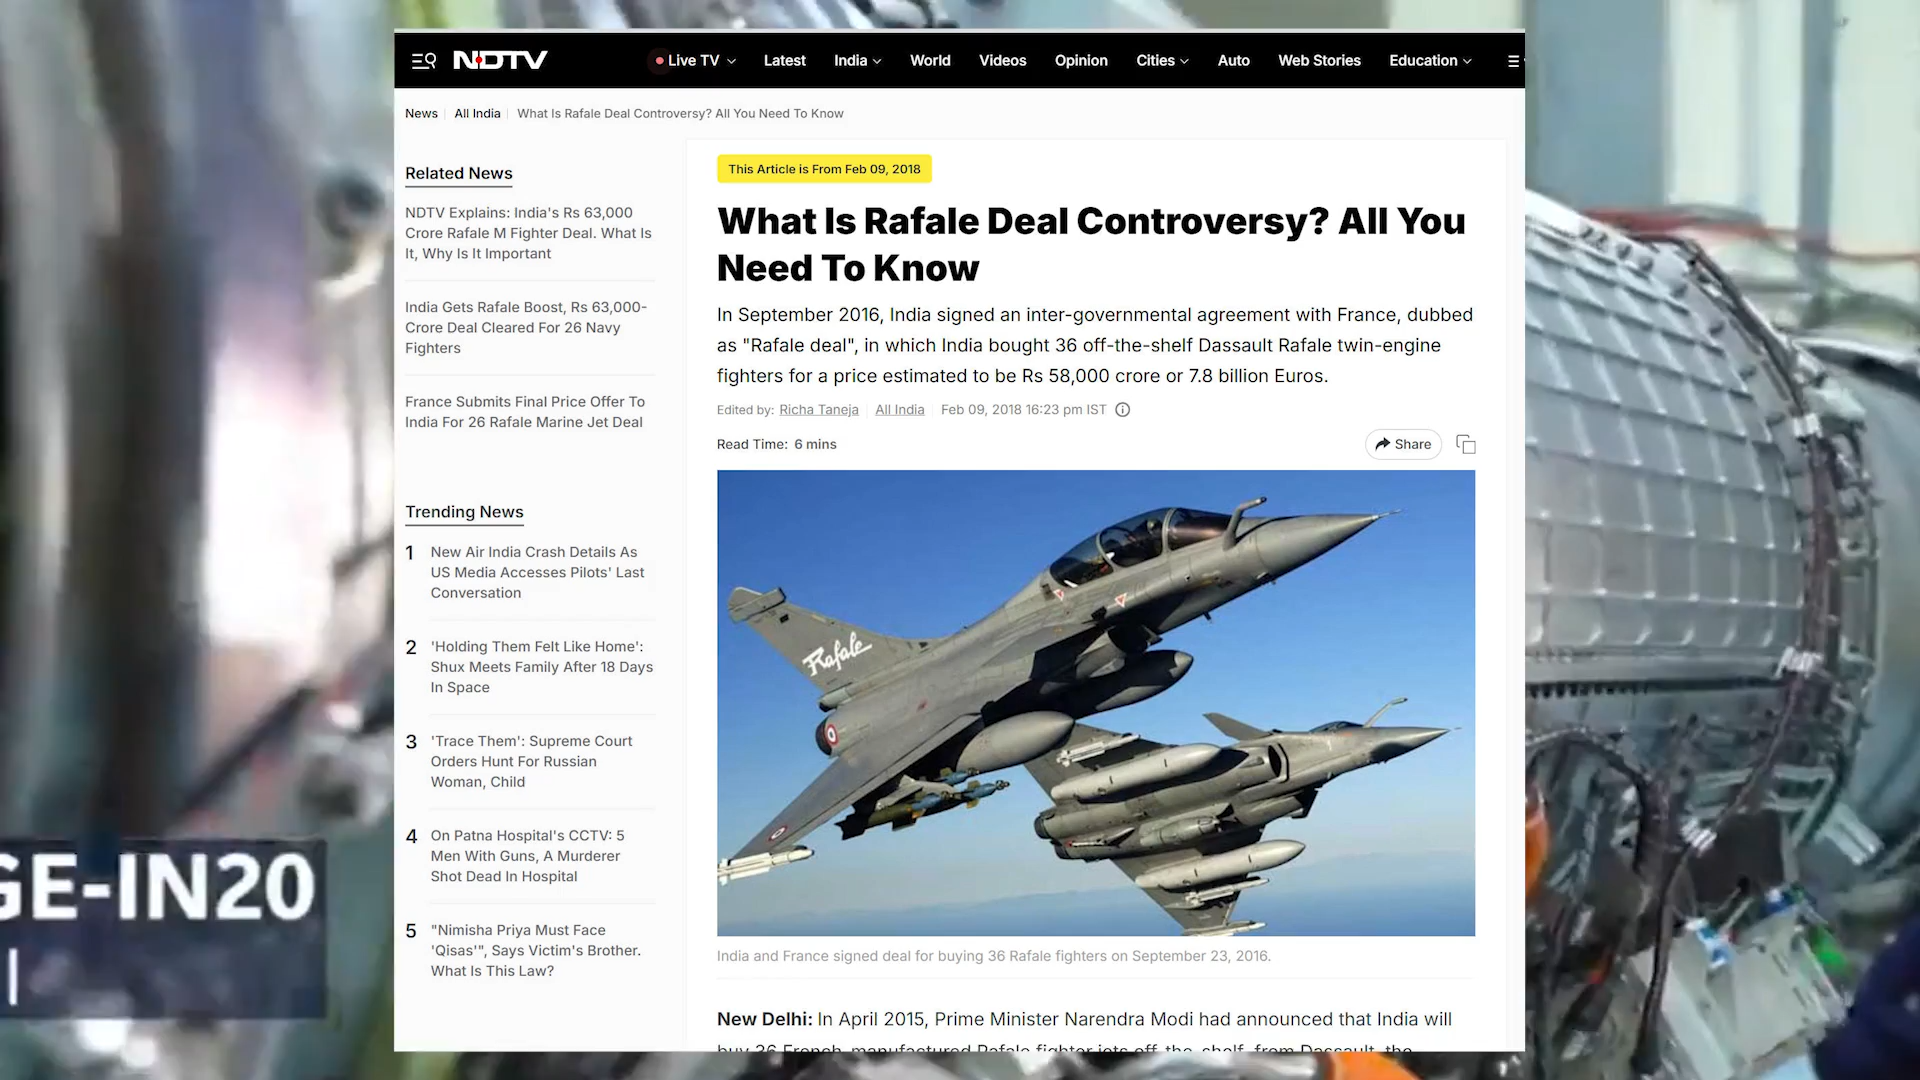 NDTV
Live TV
Latest
India
World
Videos
Opinion
Cities
Auto
Web Stories
Education
News
All India
What Is Rafale Deal Controversy? All You Need To Know
Related News
NDTV Explains: India's Rs 63,000
Crore Rafale M Fighter Deal. What Is
It, Why Is It Important
India Gets Rafale Boost, Rs 63,000-
Crore Deal Cleared For 26 Navy
Fighters
France Submits Final Price Offer To
India For 26 Rafale Marine Jet Deal
Trending News
1 New Air India Crash Details As
US Media Accesses Pilots' Last
Conversation
2 'Holding Them Felt Like Home':
Shux Meets Family After 18 Days
In Space
3 'Trace Them': Supreme Court
Orders Hunt For Russian
Woman, Child
4 On Patna Hospital's CCTV: 5
Men With Guns, A Murderer
Shot Dead In Hospital
5 "Nimisha Priya Must Face
'Qisas'", Says Victim's Brother.
What Is This Law?
This Article is From Feb 09, 2018
What Is Rafale Deal Controversy? All You
Need To Know
In September 2016, India signed an inter-governmental agreement with France, dubbed
as "Rafale deal", in which India bought 36 off-the-shelf Dassault Rafale twin-engine
fighters for a price estimated to be Rs 58,000 crore or 7.8 billion Euros.
Edited by: Richa Taneja
All India
Feb 09, 2018 16:23 pm IST
Read Time: 6 mins
Share
Rafale
India and France signed deal for buying 36 Rafale fighters on September 23, 2016.
New Delhi: In April 2015, Prime Minister Narendra Modi had announced that India will
buy 36 French-manufactured Rafale fighter jets off-the-shelf from Dassault, the
GE-IN20